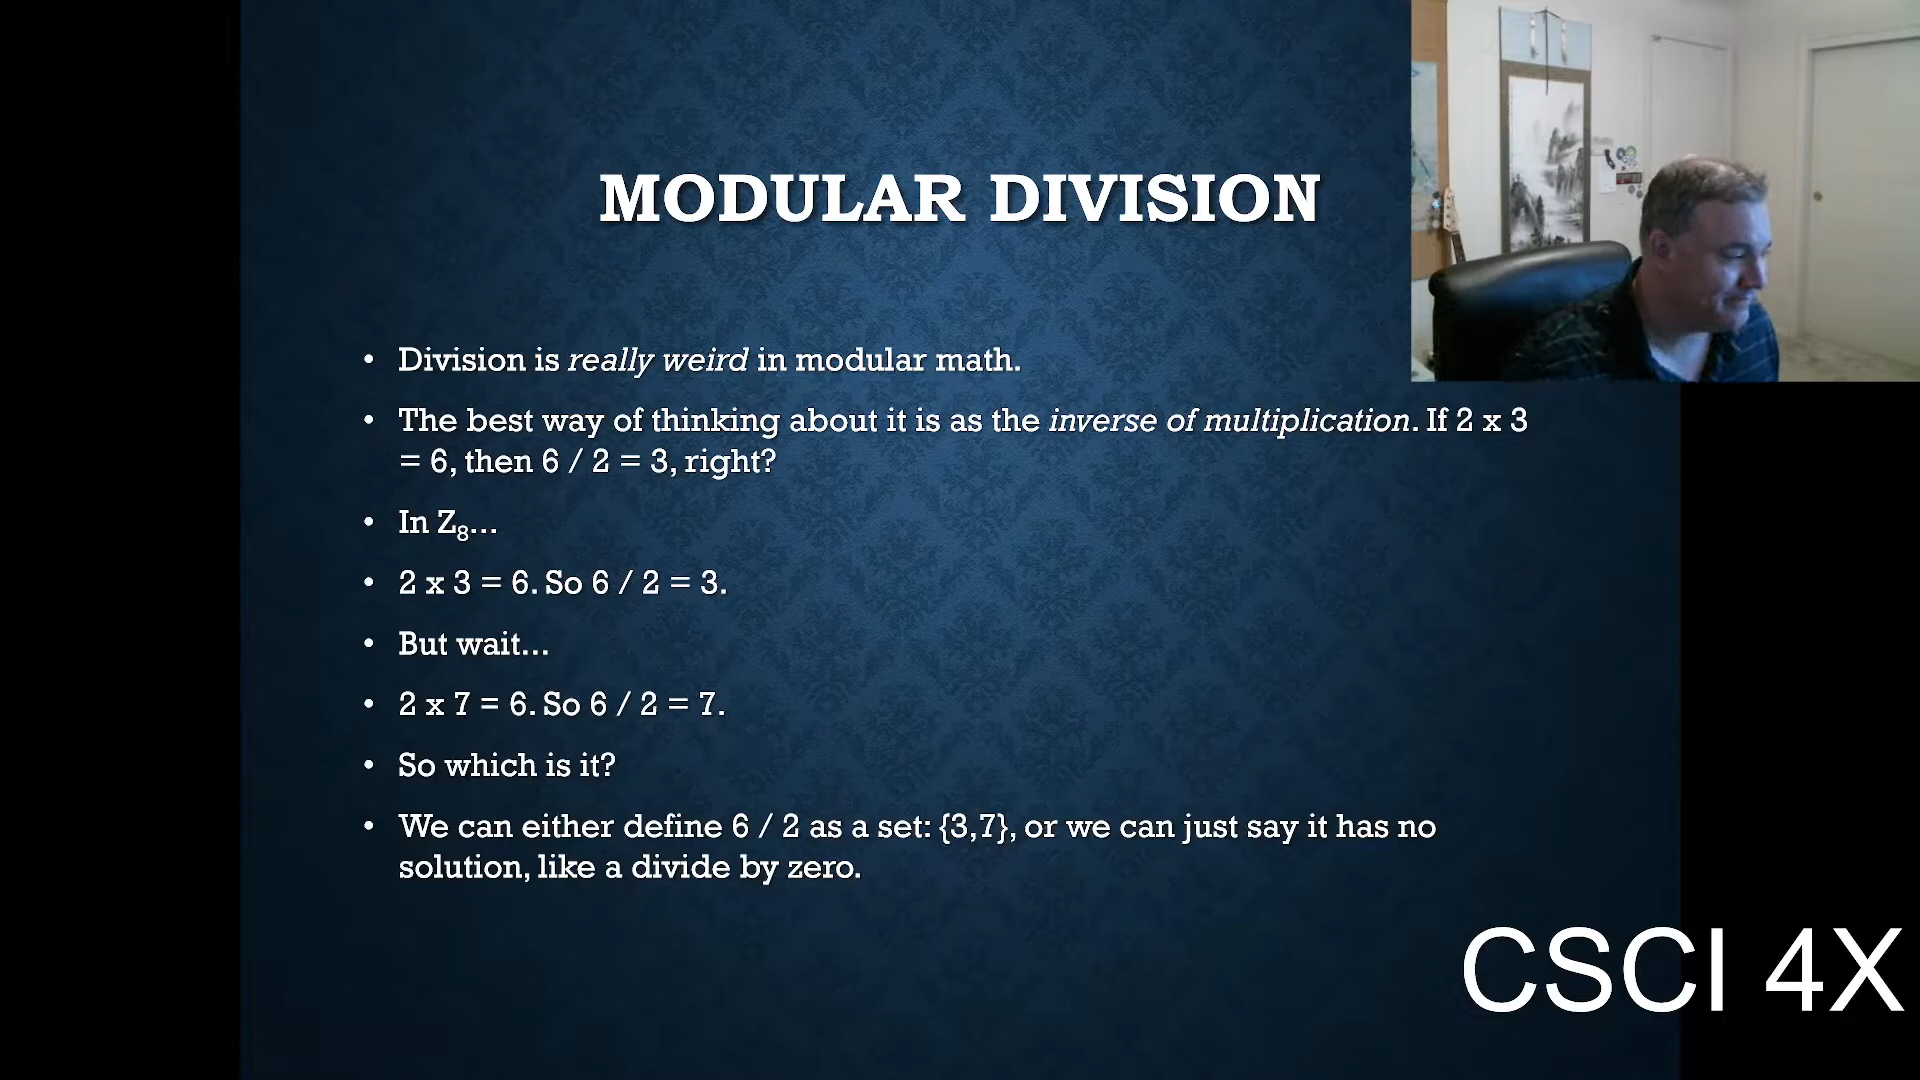 MODULAR DIVISION
• Division is really weird in modular math.
• The best way of thinking about it is as the inverse of multiplication. If 2 x 3
= 6, then 6 / 2 = 3, right?
• In Z₈...
• 2 x 3 = 6. So 6 / 2 = 3.
• But wait...
• 2 x 7 = 6. So 6 / 2 = 7.
• So which is it?
• We can either define 6 / 2 as a set: {3,7}, or we can just say it has no
solution, like a divide by zero.
CSCI 4X